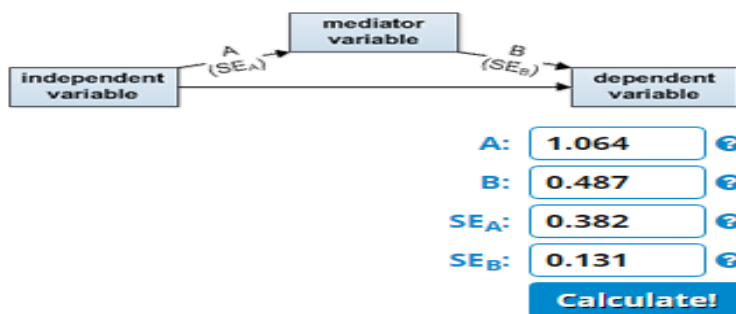 mediator
variable
A
(SEA)
B
(SEB)
independent
variable
dependent
variable
A: 1.064 ?
B: 0.487 ?
SEA: 0.382 ?
SEB: 0.131 ?
Calculate!